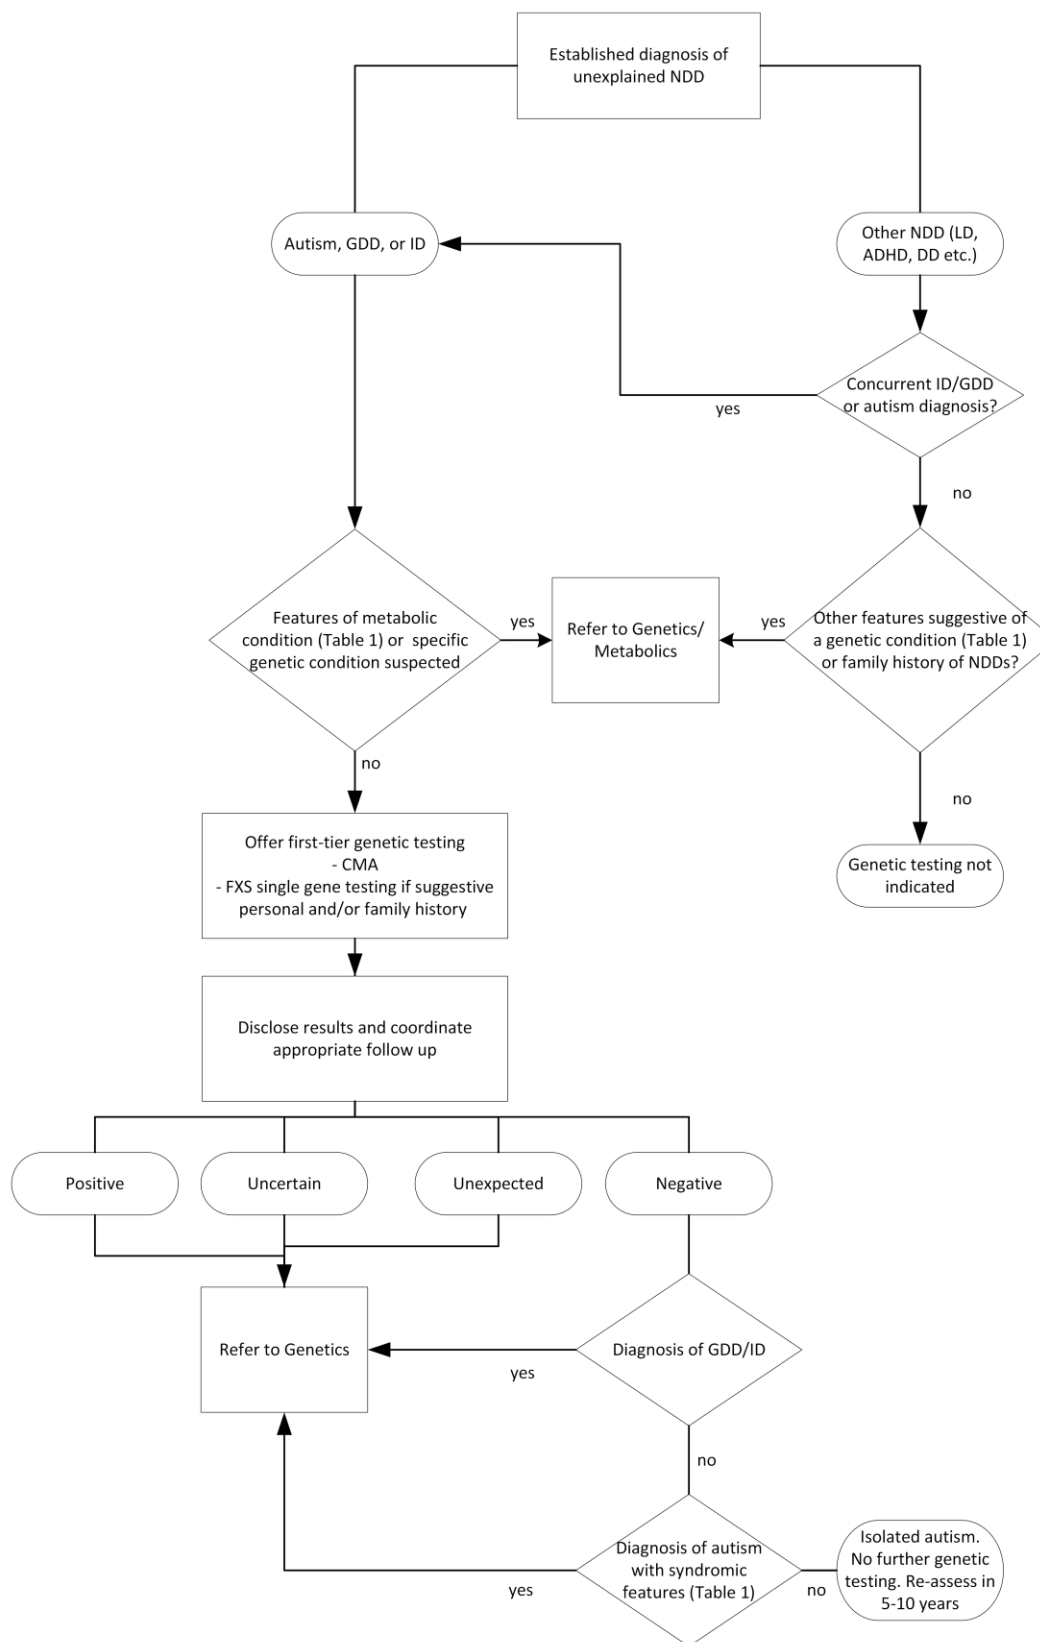 Established diagnosis of
unexplained NDD
Autism, GDD, or ID
Other NDD (LD,
ADHD, DD etc.)
Concurrent ID/GDD
or autism diagnosis?
yes
no
Features of metabolic
condition (Table 1) or specific
genetic condition suspected
yes
Refer to Genetics/
Metabolics
yes
Other features suggestive of
a genetic condition (Table 1)
or family history of NDDs?
no
no
Offer first-tier genetic testing
- CMA
- FXS single gene testing if suggestive
personal and/or family history
Genetic testing not
indicated
Disclose results and coordinate
appropriate follow up
Positive
Uncertain
Unexpected
Negative
Refer to Genetics
yes
Diagnosis of GDD/ID
no
yes
Diagnosis of autism
with syndromic
features (Table 1)
no
Isolated autism.
No further genetic
testing. Re-assess in
5-10 years